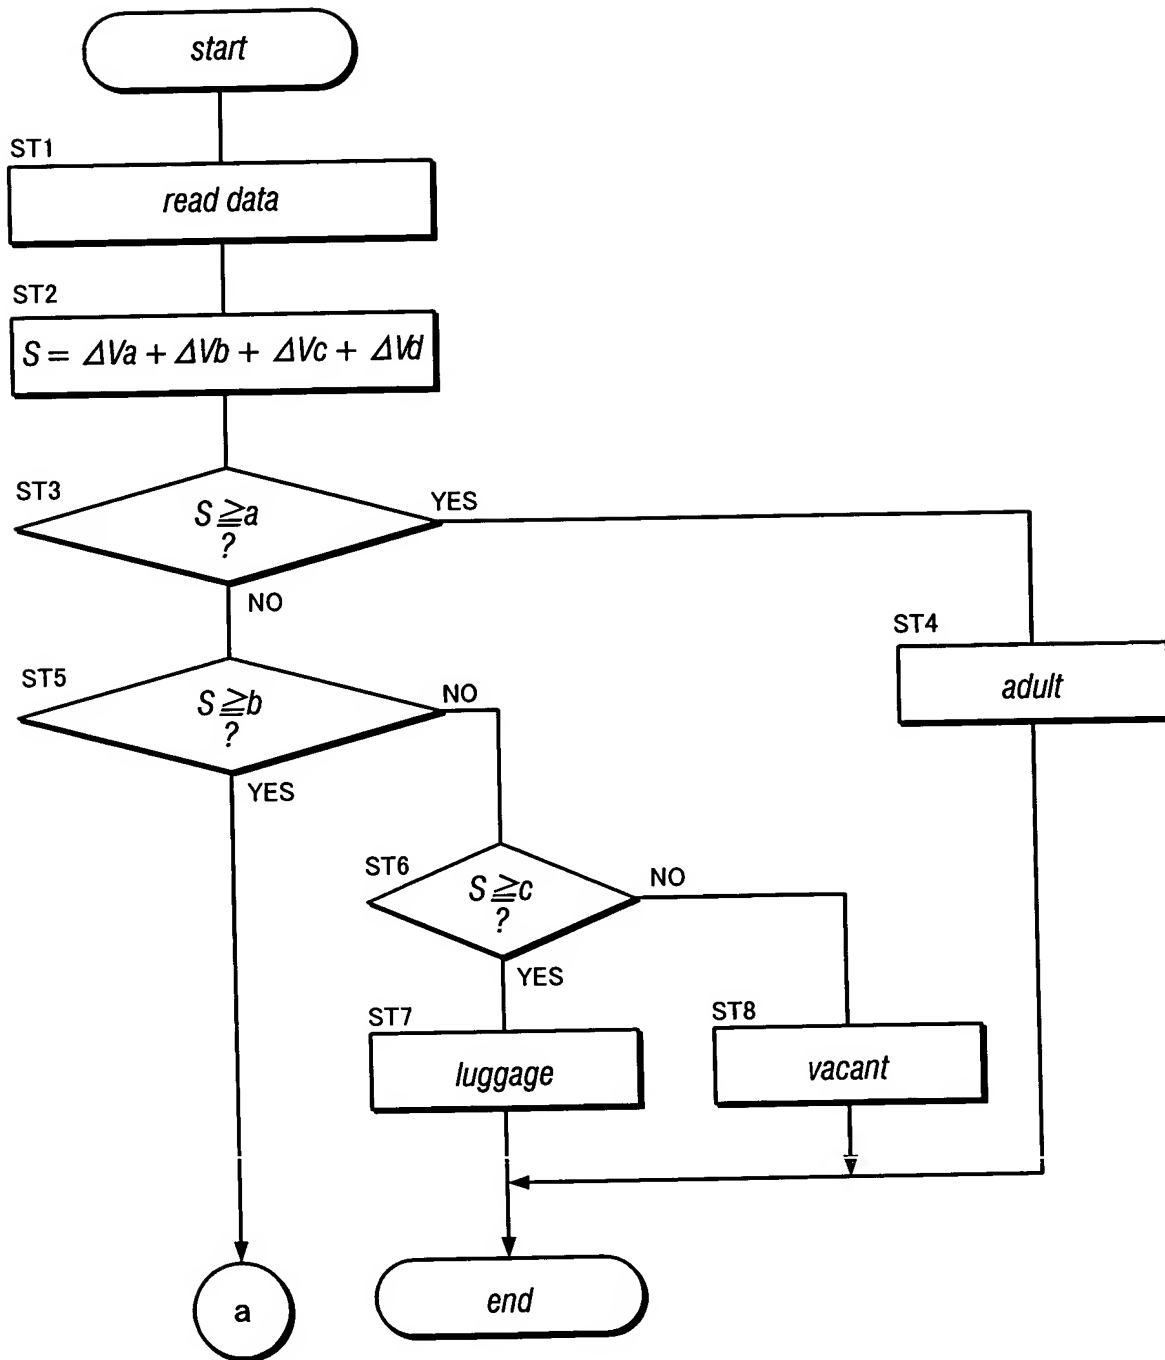 start
ST1
read data
ST2
S = ΔVa + ΔVb + ΔVc + ΔVd
ST3
S≧a
?
YES
NO
ST4
adult
ST5
S≧b
?
NO
YES
ST6
S≧c
?
NO
YES
ST7
luggage
ST8
vacant
a
end